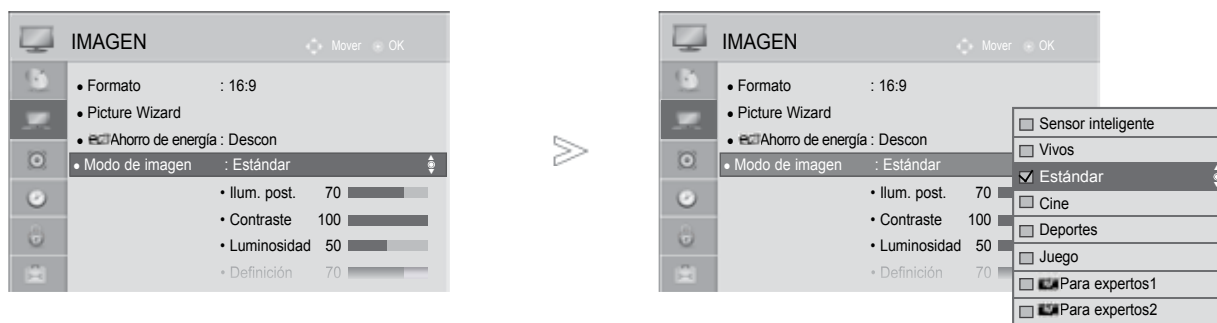 IMAGEN Mover OK
• Formato : 16:9
• Picture Wizard
• Ahorro de energía : Descon
• Modo de imagen : Estándar
• Ilum. post. 70
• Contraste 100
• Luminosidad 50
• Definición 70
>
IMAGEN Mover OK
• Formato : 16:9
• Picture Wizard
• Ahorro de energía : Descon
• Modo de imagen : Estándar
• Ilum. post. 70
• Contraste 100
• Luminosidad 50
• Definición 70
Sensor inteligente
Vivos
Estándar
Cine
Deportes
Juego
Para expertos1
Para expertos2